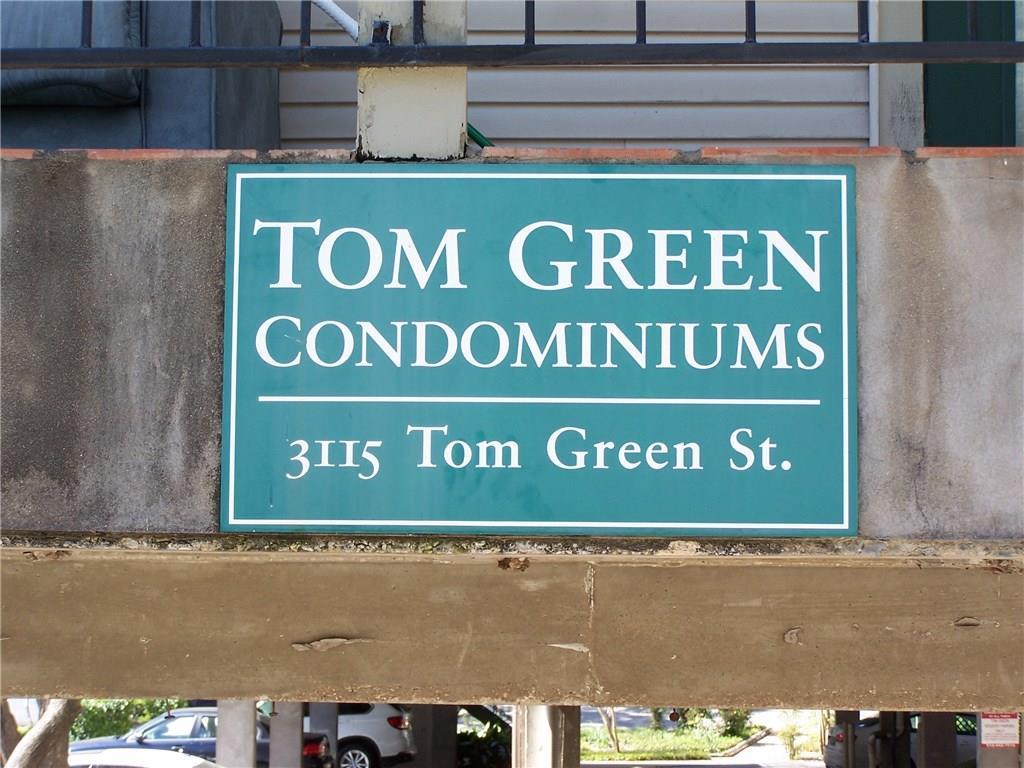 TOM GREEN
CONDOMINIUMS
3115 Tom Green St.